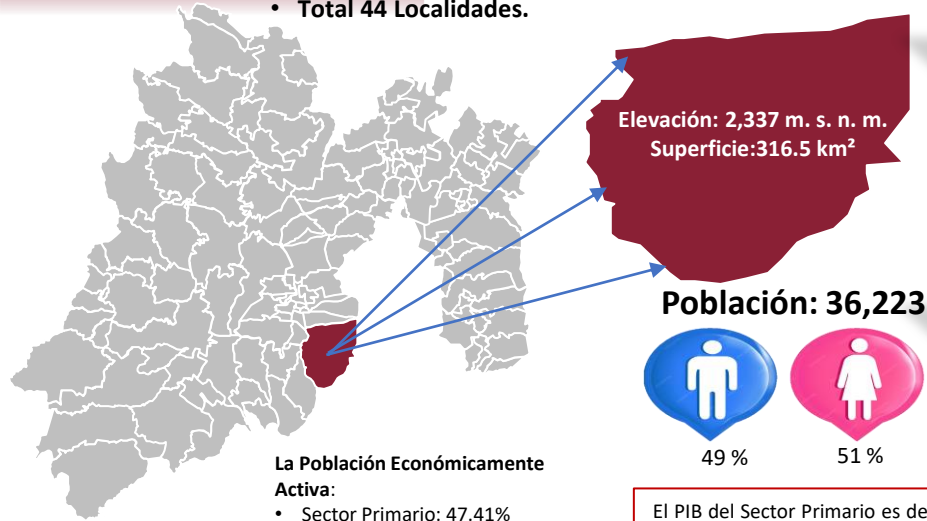 • Total 44 Localidades.
Elevación: 2,337 m. s. n. m.
Superficie:316.5 km²
Población: 36,223
49 %
51 %
La Población Económicamente
Activa:
• Sector Primario: 47.41%
El PIB del Sector Primario es de